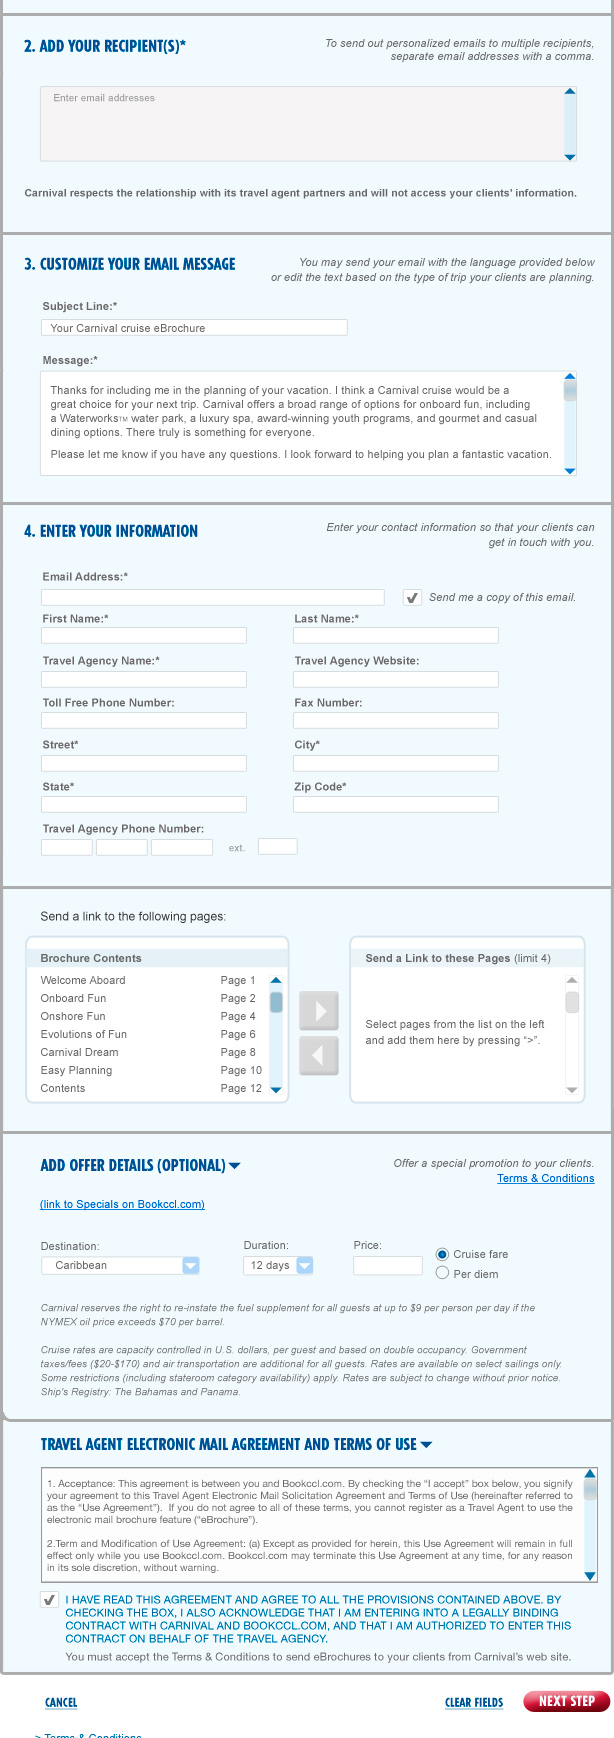 2. ADD YOUR RECIPIENT(S)*
To send out personalized emails to multiple recipients,
separate email addresses with a comma.
Enter email addresses
Carnival respects the relationship with its travel agent partners and will not access your clients' information.
3. CUSTOMIZE YOUR EMAIL MESSAGE
You may send your email with the language provided below
or edit the text based on the type of trip your clients are planning.
Subject Line:*
Your Carnival cruise eBrochure
Message:*
Thanks for including me in the planning of your vacation. I think a Carnival cruise would be a
great choice for your next trip. Carnival offers a broad range of options for onboard fun, including
a Waterworks™ water park, a luxury spa, award-winning youth programs, and gourmet and casual
dining options. There truly is something for everyone.
Please let me know if you have any questions. I look forward to helping you plan a fantastic vacation.
4. ENTER YOUR INFORMATION
Enter your contact information so that your clients can
get in touch with you.
Email Address:*
Send me a copy of this email.
First Name:* Last Name:*
Travel Agency Name:* Travel Agency Website:
Toll Free Phone Number: Fax Number:
Street* City*
State* Zip Code*
Travel Agency Phone Number:
ext.
Send a link to the following pages:
Brochure Contents
Welcome Aboard Page 1
Onboard Fun Page 2
Onshore Fun Page 4
Evolutions of Fun Page 6
Carnival Dream Page 8
Easy Planning Page 10
Contents Page 12
Send a Link to these Pages (limit 4)
Select pages from the list on the left
and add them here by pressing “>”.
ADD OFFER DETAILS (OPTIONAL)
Offer a special promotion to your clients.
Terms & Conditions
(link to Specials on Bookccl.com)
Destination: Duration: Price:
Caribbean 12 days
Cruise fare
Per diem
Carnival reserves the right to re-instate the fuel supplement for all guests at up to $9 per person per day if the
NYMEX oil price exceeds $70 per barrel.
Cruise rates are capacity controlled in U.S. dollars, per guest and based on double occupancy. Government
taxes/fees ($20-$170) and air transportation are additional for all guests. Rates are available on select sailings only.
Some restrictions (including stateroom category availability) apply. Rates are subject to change without prior notice.
Ship's Registry: The Bahamas and Panama.
TRAVEL AGENT ELECTRONIC MAIL AGREEMENT AND TERMS OF USE
1. Acceptance: This agreement is between you and Bookccl.com. By checking the “I accept” box below, you signify
your agreement to this Travel Agent Electronic Mail Solicitation Agreement and Terms of Use (hereinafter referred to
as the “Use Agreement”). If you do not agree to all of these terms, you cannot register as a Travel Agent to use the
electronic mail brochure feature (“eBrochure”).
2.Term and Modification of Use Agreement: (a) Except as provided for herein, this Use Agreement will remain in full
effect only while you use Bookccl.com. Bookccl.com may terminate this Use Agreement at any time, for any reason
in its sole discretion, without warning.
I HAVE READ THIS AGREEMENT AND AGREE TO ALL THE PROVISIONS CONTAINED ABOVE. BY
CHECKING THE BOX, I ALSO ACKNOWLEDGE THAT I AM ENTERING INTO A LEGALLY BINDING
CONTRACT WITH CARNIVAL AND BOOKCCL.COM, AND THAT I AM AUTHORIZED TO ENTER THIS
CONTRACT ON BEHALF OF THE TRAVEL AGENCY.
You must accept the Terms & Conditions to send eBrochures to your clients from Carnival's web site.
CANCEL CLEAR FIELDS NEXT STEP
> Terms & Conditions